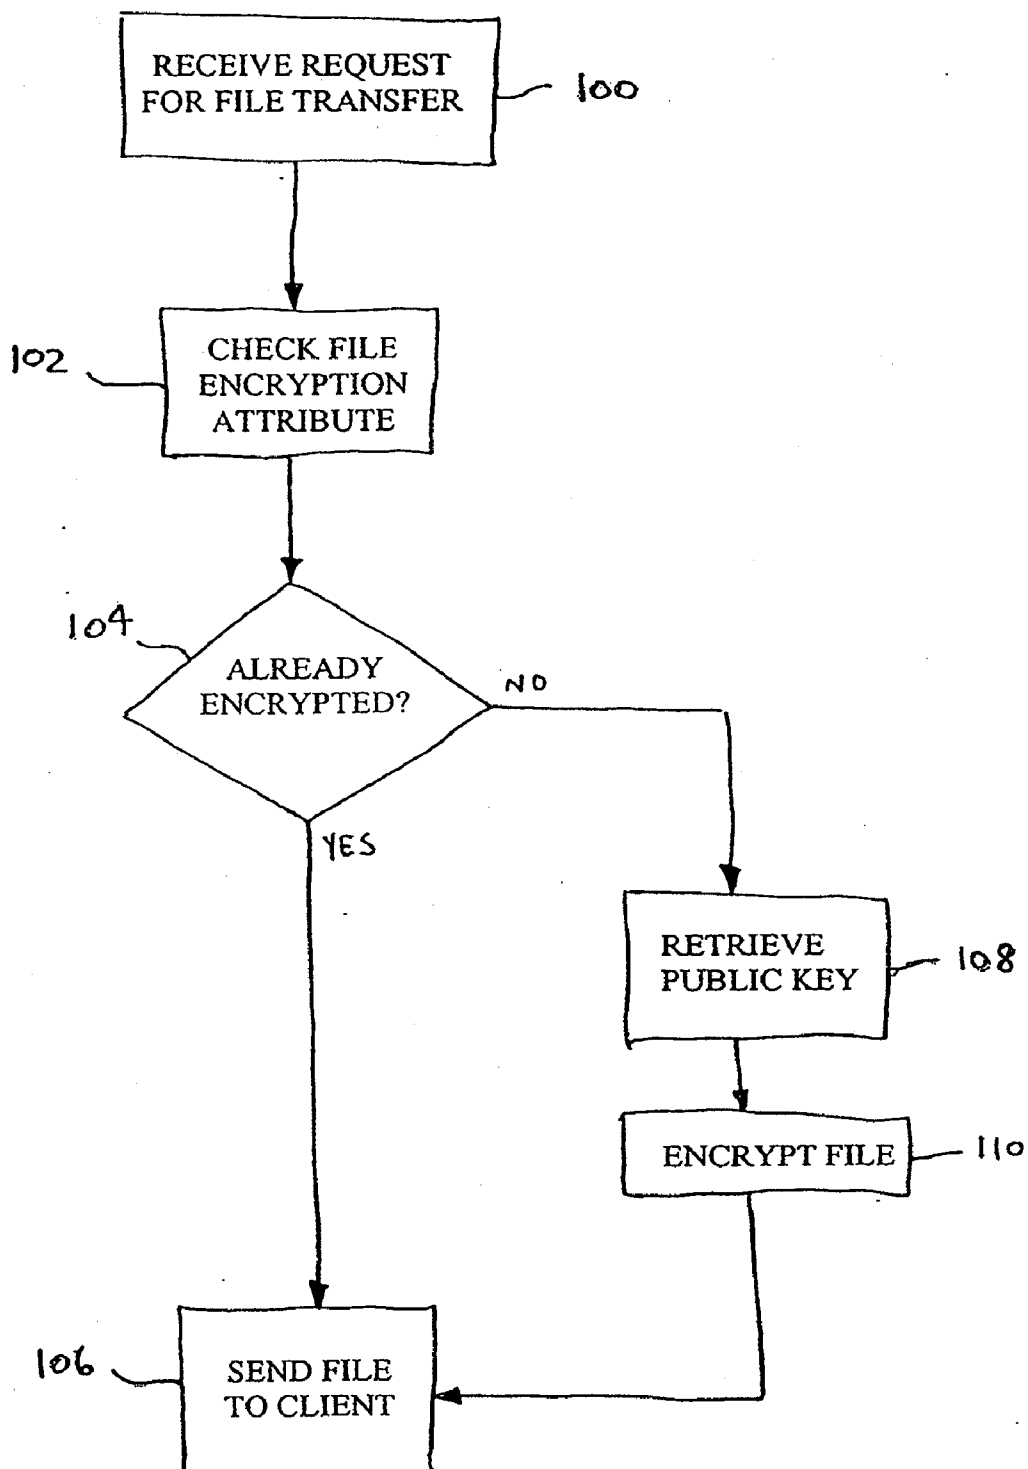 RECEIVE REQUEST
FOR FILE TRANSFER
100
102
CHECK FILE
ENCRYPTION
ATTRIBUTE
104
ALREADY
ENCRYPTED?
NO
YES
RETRIEVE
PUBLIC KEY
108
ENCRYPT FILE
110
106
SEND FILE
TO CLIENT